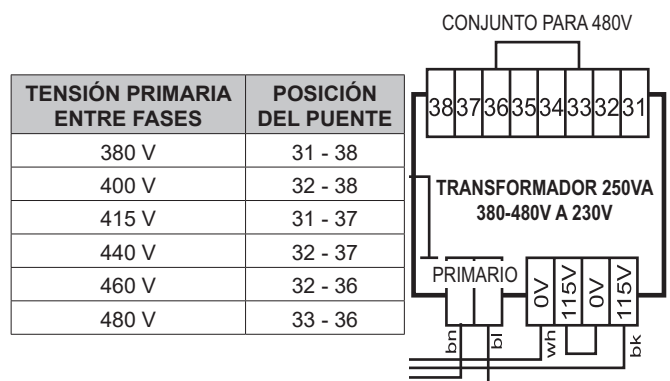 CONJUNTO PARA 480V
TENSIÓN PRIMARIA ENTRE FASES
POSICIÓN DEL PUENTE
380 V 31 - 38
400 V 32 - 38
415 V 31 - 37
440 V 32 - 37
460 V 32 - 36
480 V 33 - 36
38 37 36 35 34 33 32 31
TRANSFORMADOR 250VA
380-480V A 230V
PRIMARIO
0V 115V 0V 115V
bn bl wh bk